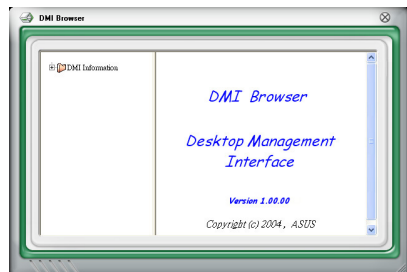 DMI Browser
DMI Information
DMI Browser
Desktop Management
Interface
Version 1.00.00
Copyright (c) 2004, ASUS